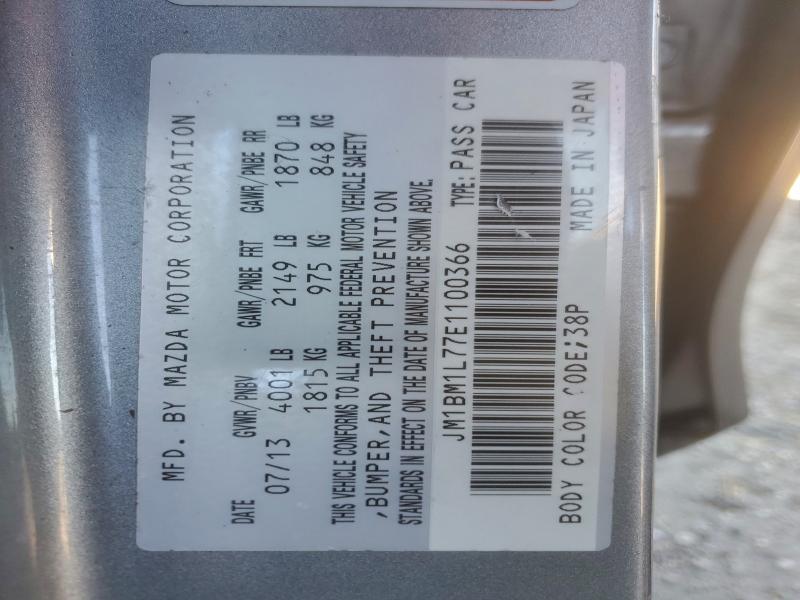 MFD. BY MAZDA MOTOR CORPORATION
DATE GVWR/PNBV GAWR/PNBE FRT GAWR/PNBE RR
07/13 4001 LB 2149 LB 1870 LB
1815 KG 975 KG 848 KG
THIS VEHICLE CONFORMS TO ALL APPLICABLE FEDERAL MOTOR VEHICLE SAFETY
,BUMPER,AND THEFT PREVENTION
STANDARDS IN EFFECT ON THE DATE OF MANUFACTURE SHOWN ABOVE.
JM1BM1L77E1100366 TYPE: PASS CAR
BODY COLOR CODE;38P MADE IN JAPAN